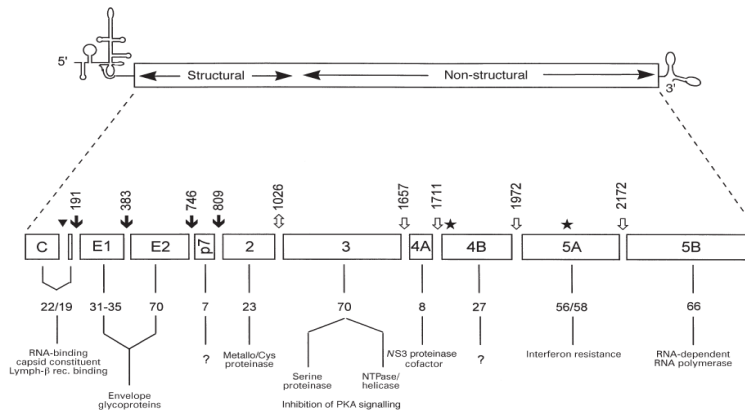 5'
Structural
Non-structural
3'
191
383
746
809
1026
1657
1711
1972
2172
C
E1
E2
p7
2
3
4A
4B
5A
5B
22/19
31-35
70
7
23
70
8
27
56/58
66
RNA-binding
capsid constituent
Lymph-β rec. binding
Envelope
glycoproteins
?
Metallo/Cys
proteinase
Serine
proteinase
NTPase/
helicase
Inhibition of PKA signalling
NS3 proteinase
cofactor
?
Interferon resistance
RNA-dependent
RNA polymerase